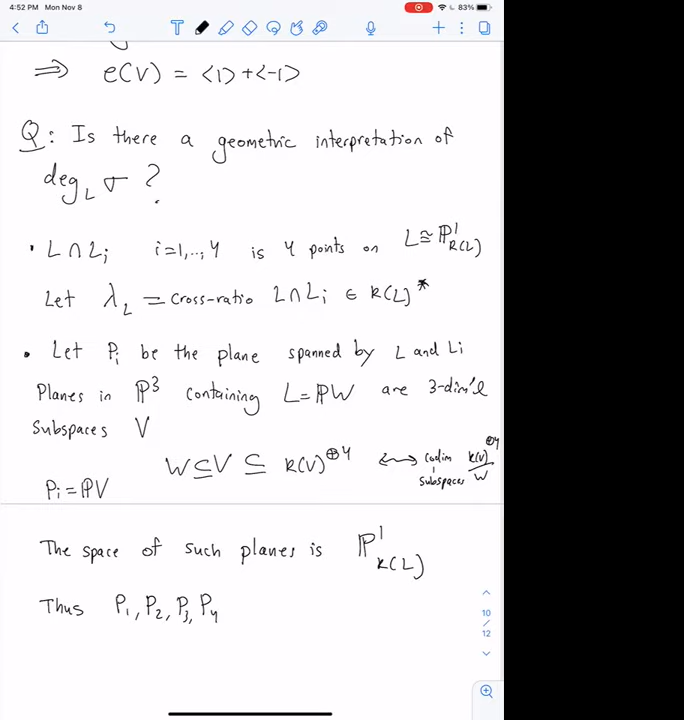 4:52 PM Mon Nov 8
83%
⟹ e(V) = <1> + <-1>
Q: Is there a geometric interpretation of
deg_L σ ?
• L ∩ L_i i=1,..,4 is 4 points on L ≅ P^1_{k(L)}
Let λ_L = cross-ratio L ∩ L_i ∈ k(L)^*
• Let P_i be the plane spanned by L and L_i
Planes in P^3 containing L = PW are 3-dim'l
Subspaces V
W ⊆ V ⊆ k(V)^{⊕4} ⟷ codim 1 subspaces k(V)^{⊕4}/W
P_i = PV
The space of such planes is P^1_{k(L)}
Thus P_1, P_2, P_3, P_4
10
/
12